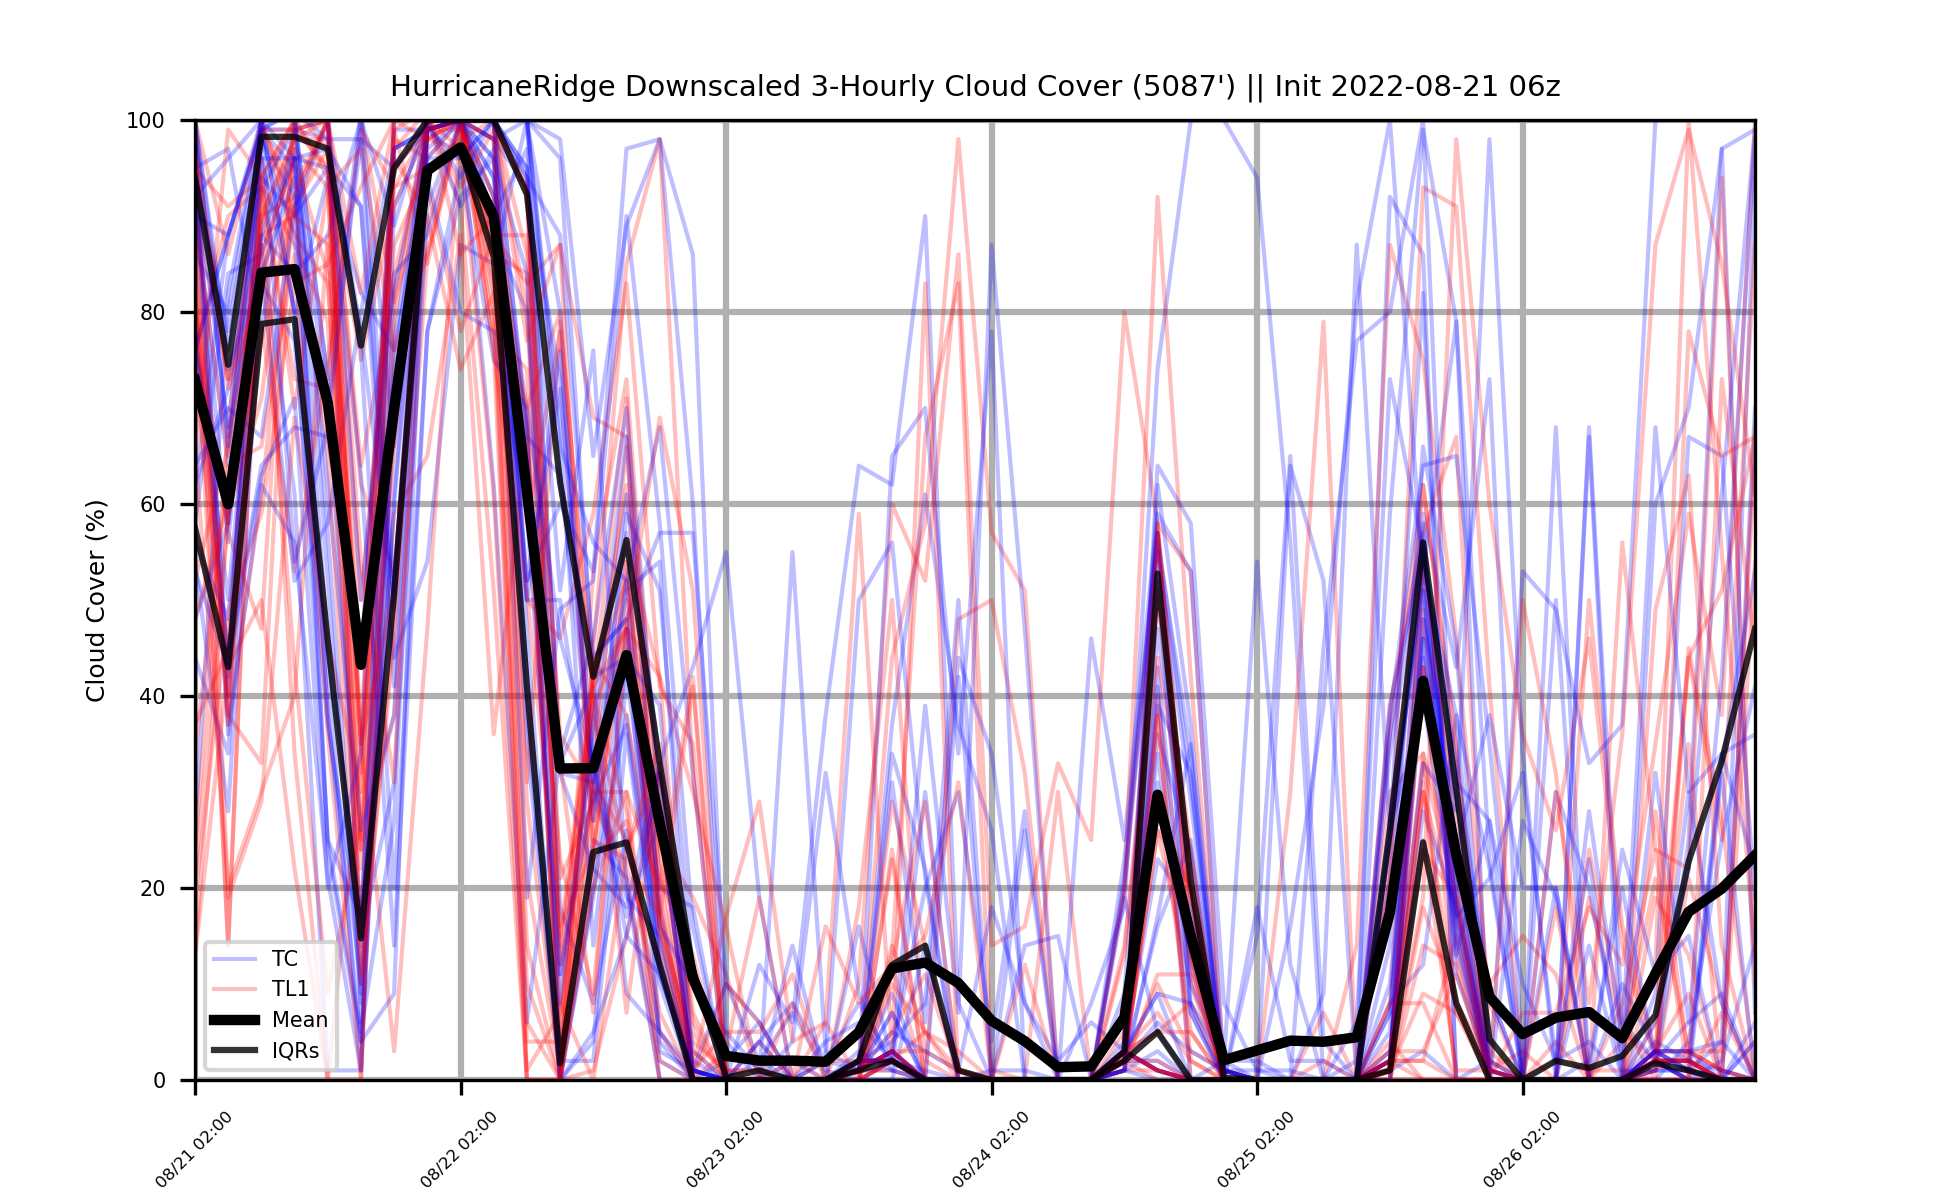 HurricaneRidge Downscaled 3-Hourly Cloud Cover (5087') || Init 2022-08-21 06z
Cloud Cover (%)
100
80
60
40
20
0
TC
TL1
Mean
IQRs
08/21 02:00
08/22 02:00
08/23 02:00
08/24 02:00
08/25 02:00
08/26 02:00